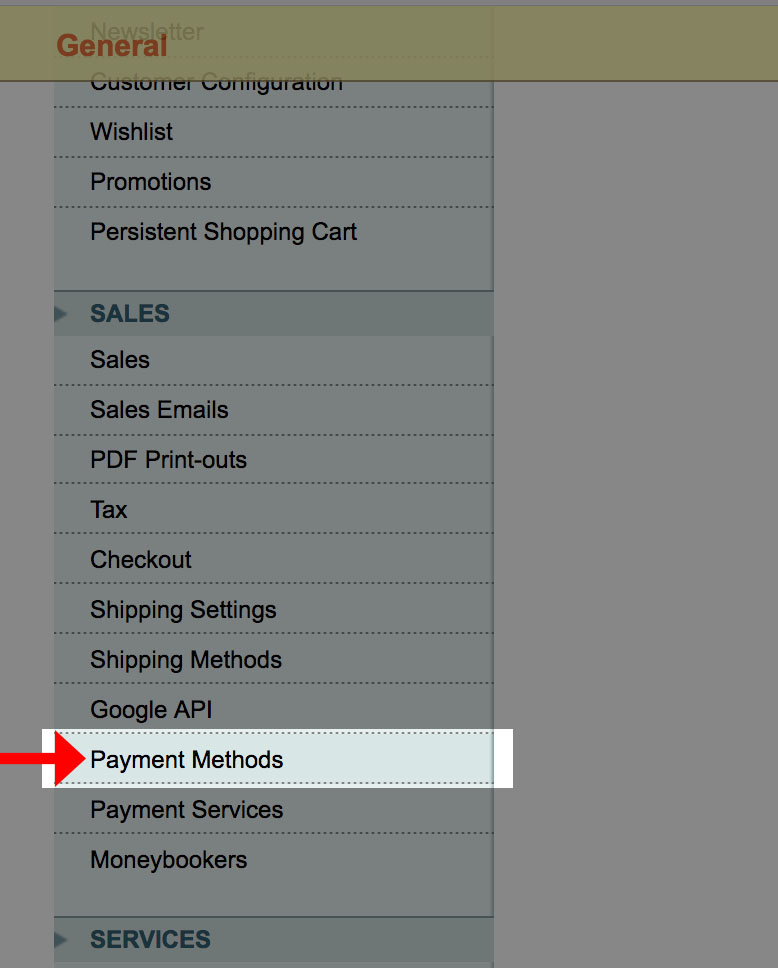 Newsletter
General
Customer Configuration
Wishlist
Promotions
Persistent Shopping Cart
SALES
Sales
Sales Emails
PDF Print-outs
Tax
Checkout
Shipping Settings
Shipping Methods
Google API
Payment Methods
Payment Services
Moneybookers
SERVICES